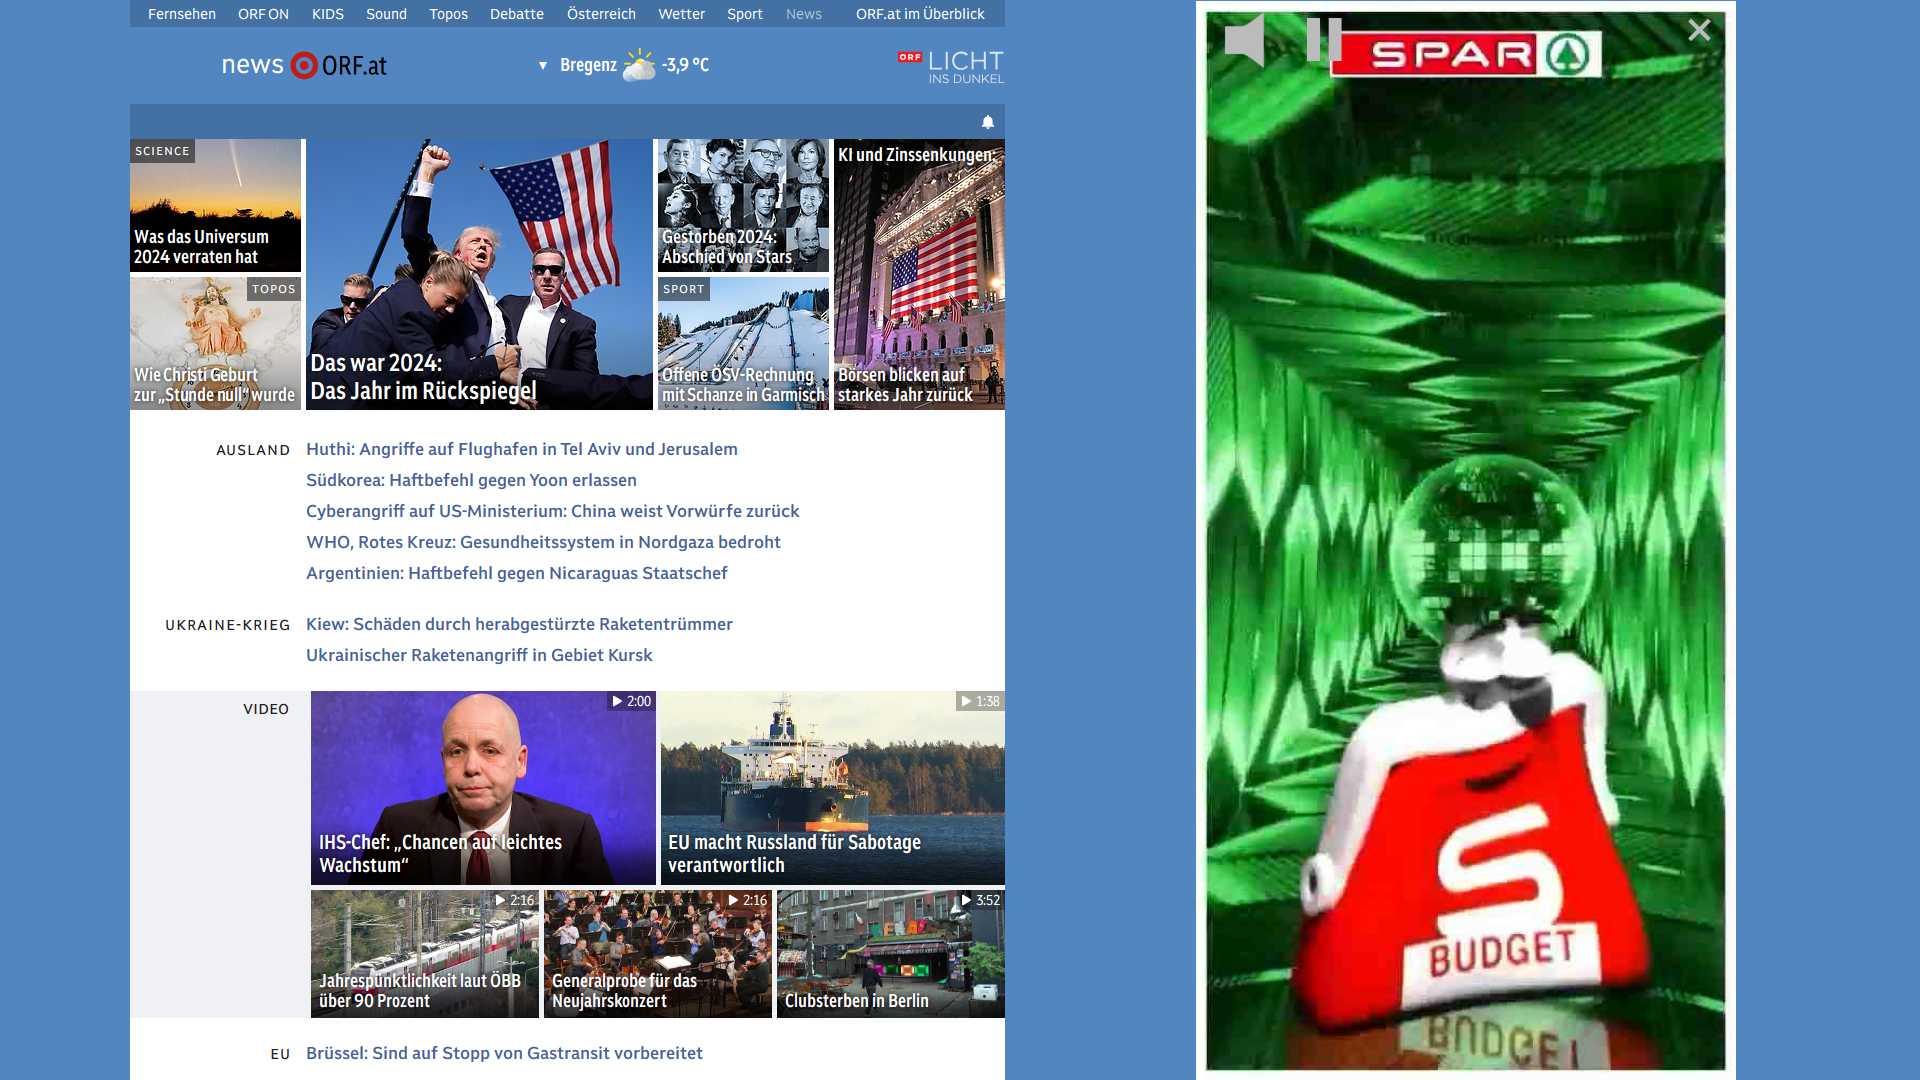 Fernsehen ORF ON KIDS Sound Topos Debatte Österreich Wetter Sport News ORF.at im Überblick
news ORF.at
Bregenz -3,9 °C
ORF LICHT
INS DUNKEL
SCIENCE
Was das Universum
2024 verraten hat
TOPOS
Wie Christi Geburt
zur „Stunde null“ wurde
Das war 2024:
Das Jahr im Rückspiegel
Gestorben 2024:
Abschied von Stars
SPORT
Offene ÖSV-Rechnung
mit Schanze in Garmisch
KI und Zinssenkungen:
Börsen blicken auf
starkes Jahr zurück
AUSLAND
Huthi: Angriffe auf Flughafen in Tel Aviv und Jerusalem
Südkorea: Haftbefehl gegen Yoon erlassen
Cyberangriff auf US-Ministerium: China weist Vorwürfe zurück
WHO, Rotes Kreuz: Gesundheitssystem in Nordgaza bedroht
Argentinien: Haftbefehl gegen Nicaraguas Staatschef
UKRAINE-KRIEG
Kiew: Schäden durch herabgestürzte Raketentrümmer
Ukrainischer Raketenangriff in Gebiet Kursk
VIDEO
2:00
IHS-Chef: „Chancen auf leichtes
Wachstum“
1:38
EU macht Russland für Sabotage
verantwortlich
2:16
Jahrespünktlichkeit laut ÖBB
über 90 Prozent
2:16
Generalprobe für das
Neujahrskonzert
3:52
Clubsterben in Berlin
EU
Brüssel: Sind auf Stopp von Gastransit vorbereitet
SPAR
S
BUDGET